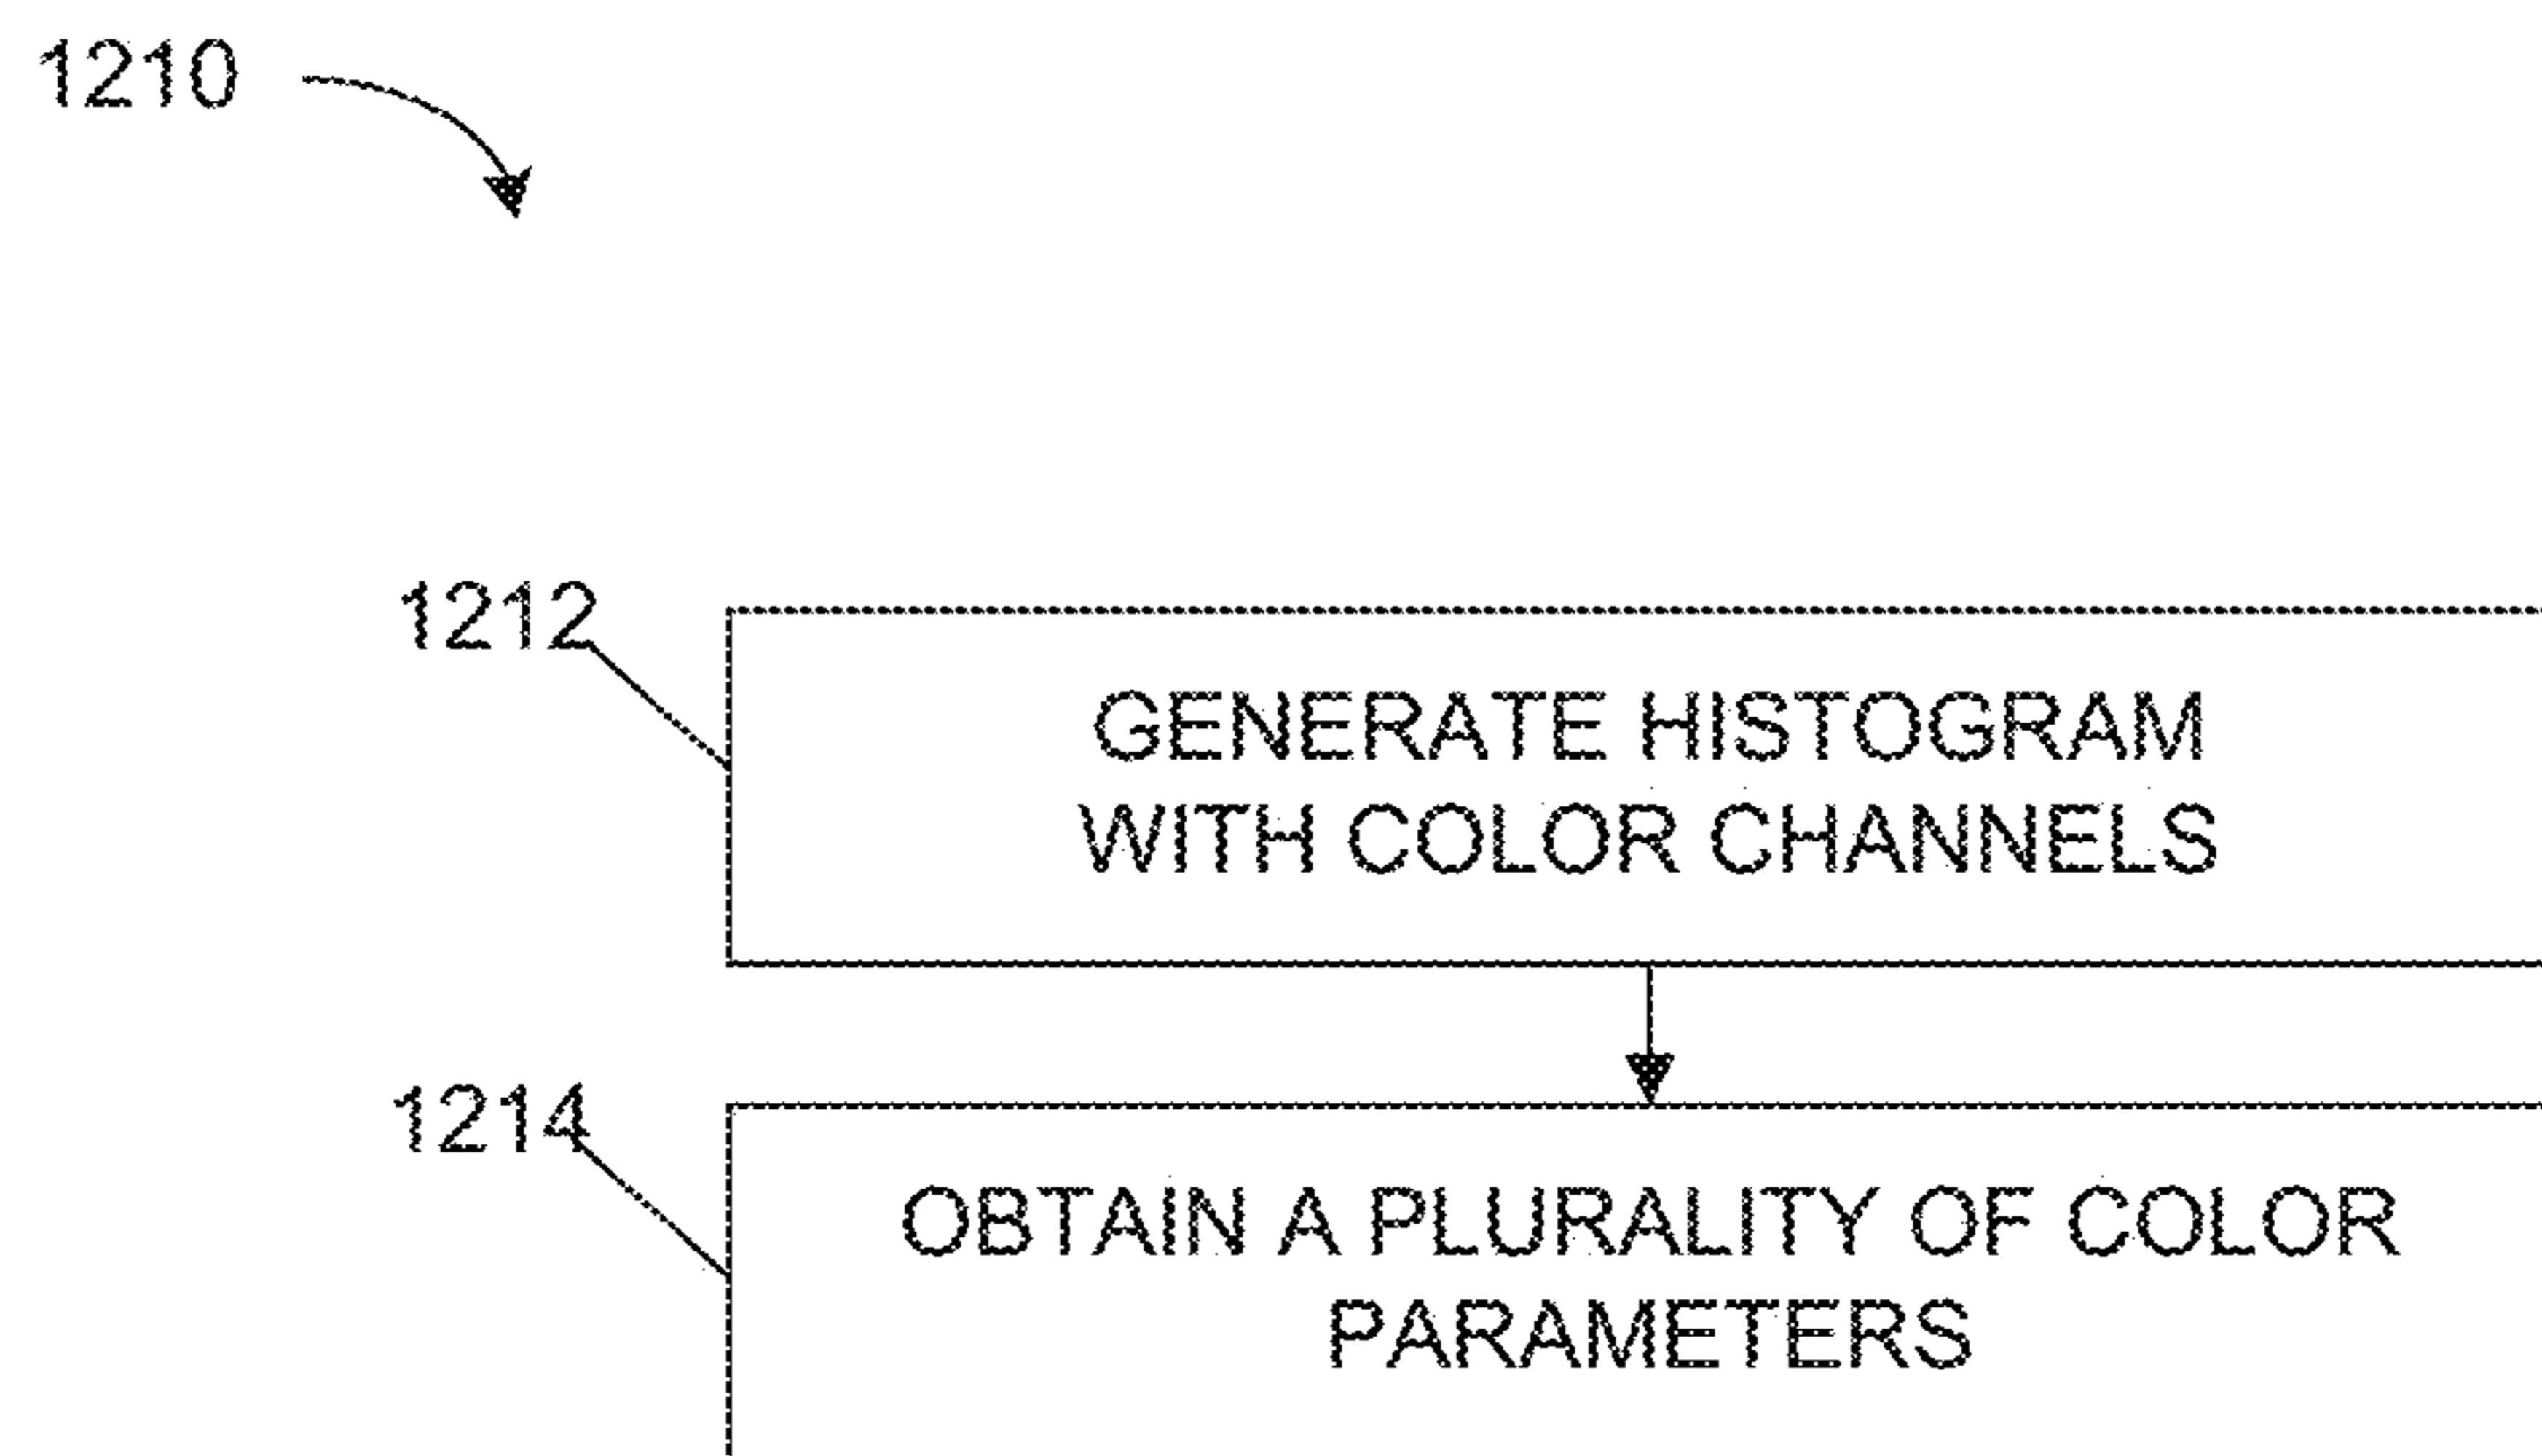 1210
1212
GENERATE HISTOGRAM
WITH COLOR CHANNELS
1214
OBTAIN A PLURALITY OF COLOR
PARAMETERS